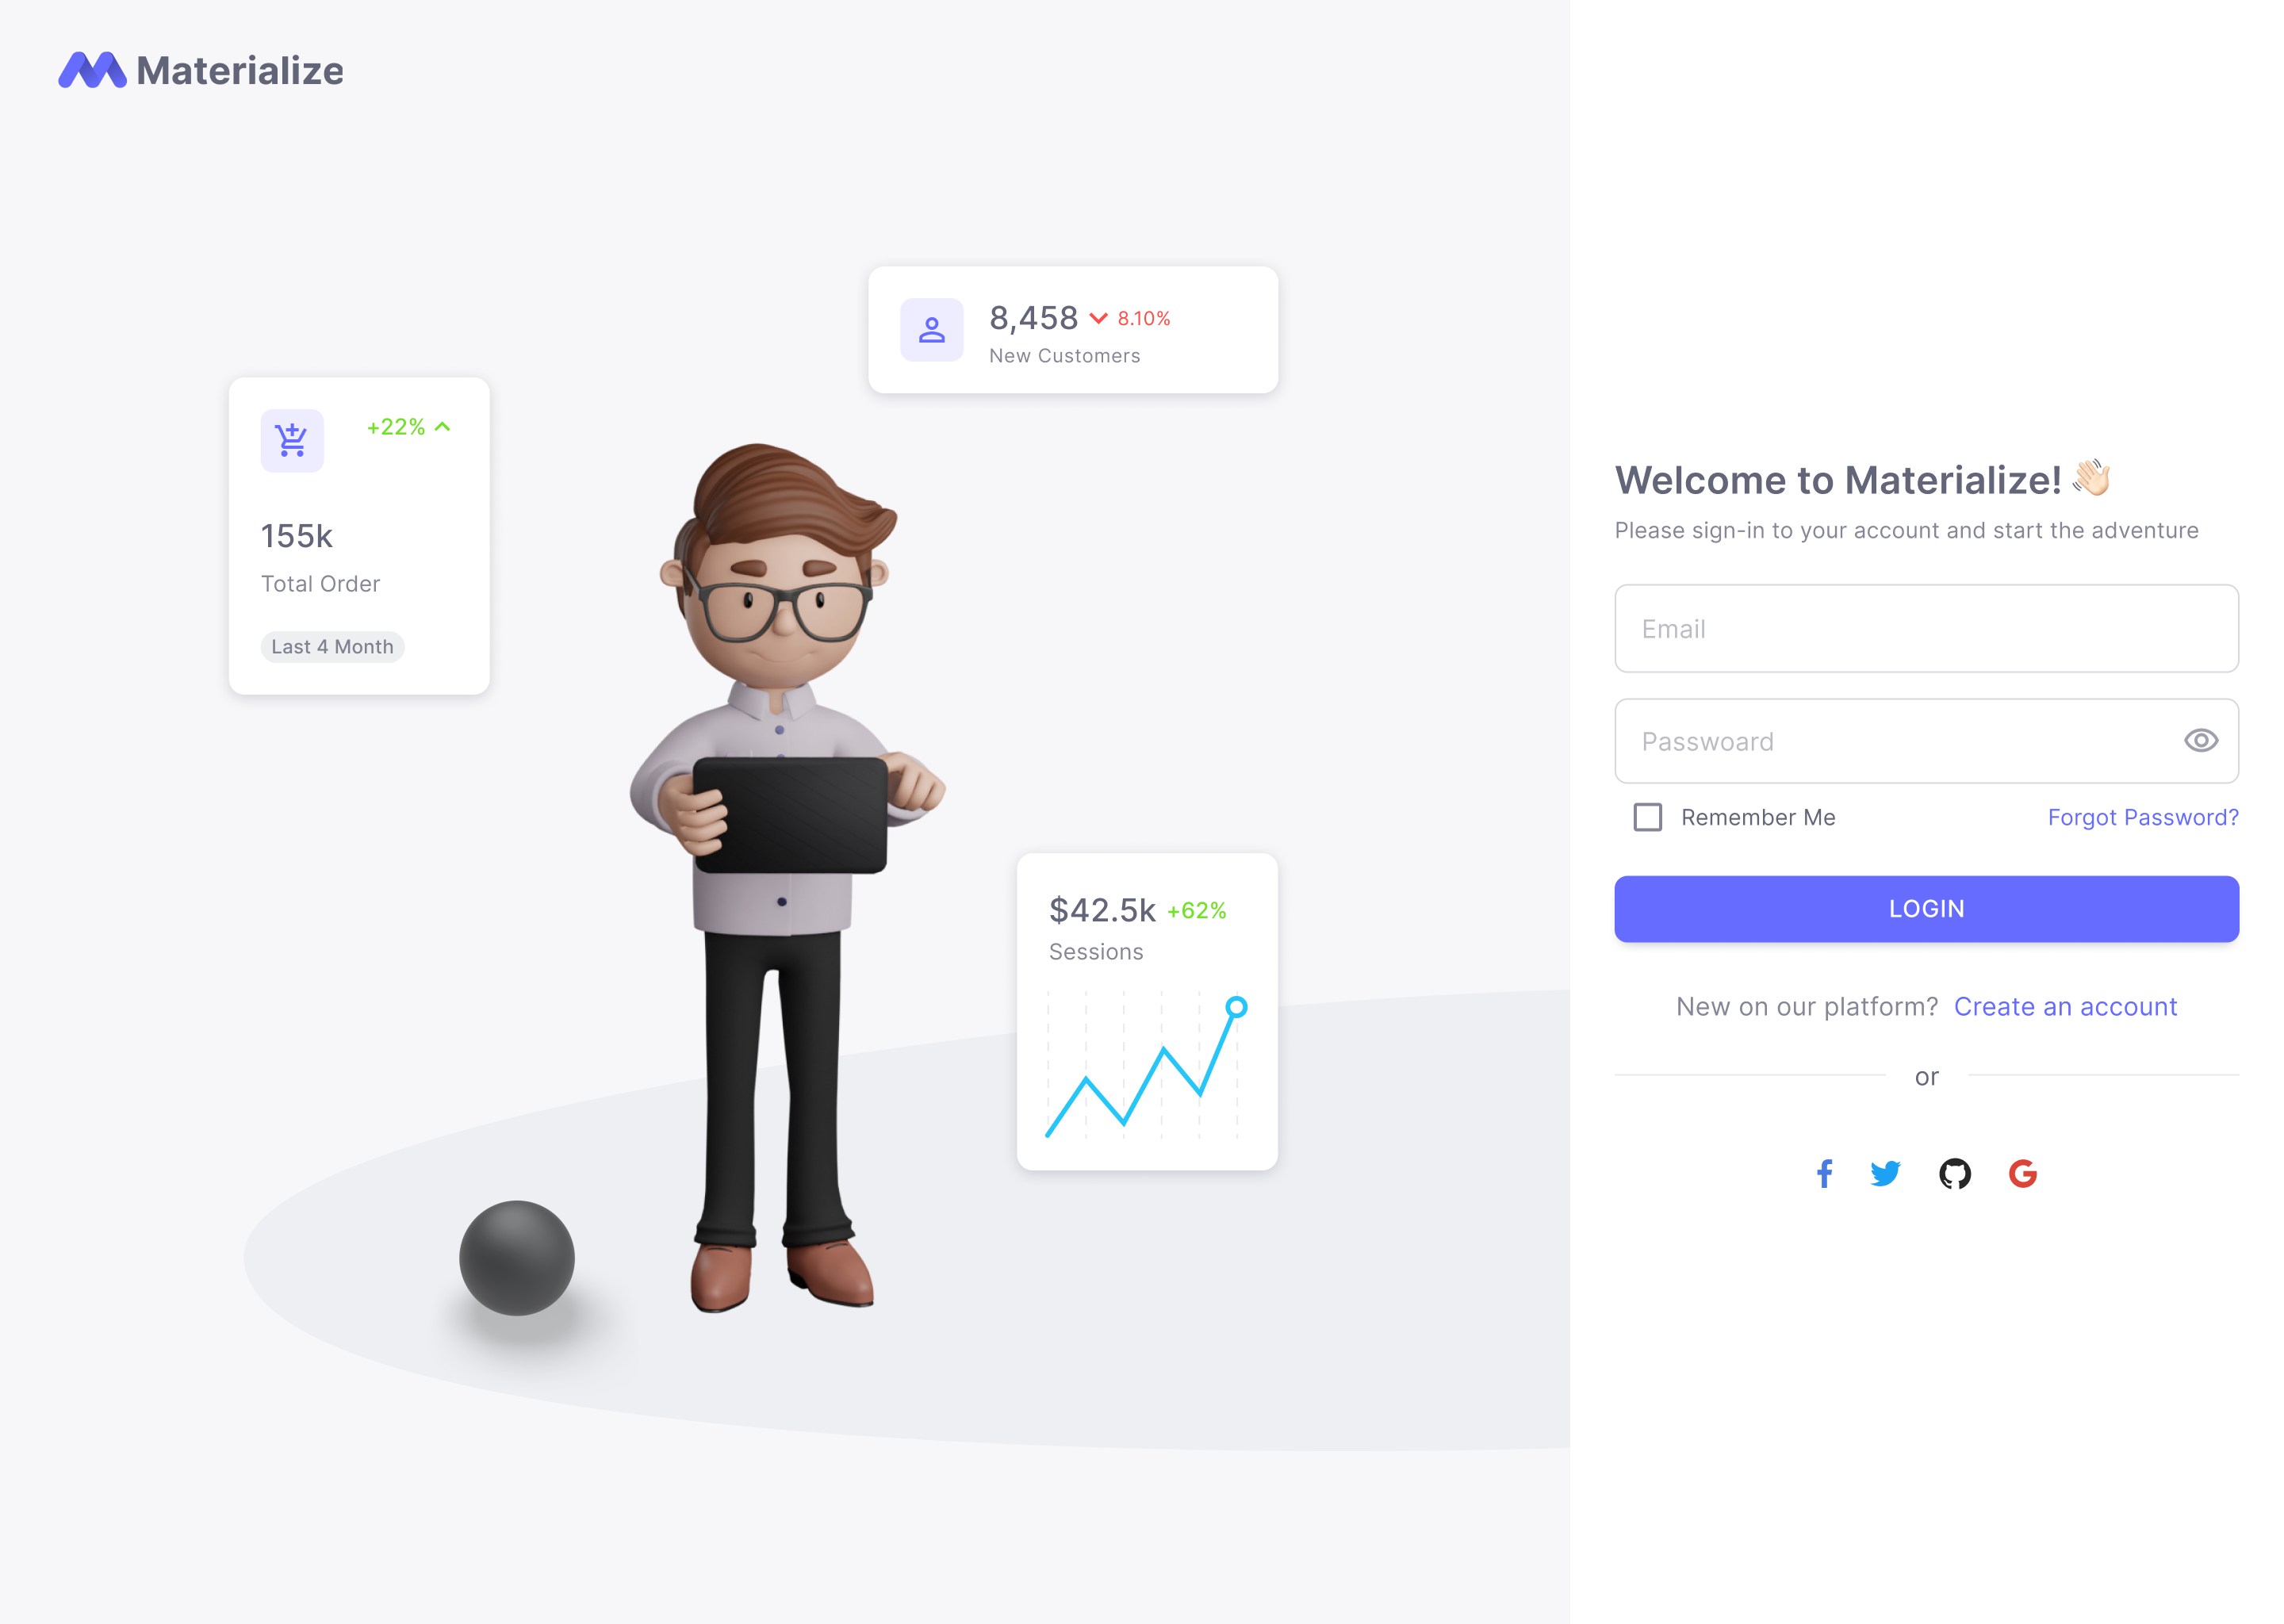 Materialize
8,458 8.10%
New Customers
+22%
155k
Total Order
Last 4 Month
$42.5k +62%
Sessions
Welcome to Materialize! 👋🏻
Please sign-in to your account and start the adventure
Email
Passwoard
Remember Me Forgot Password?
LOGIN
New on our platform? Create an account
or